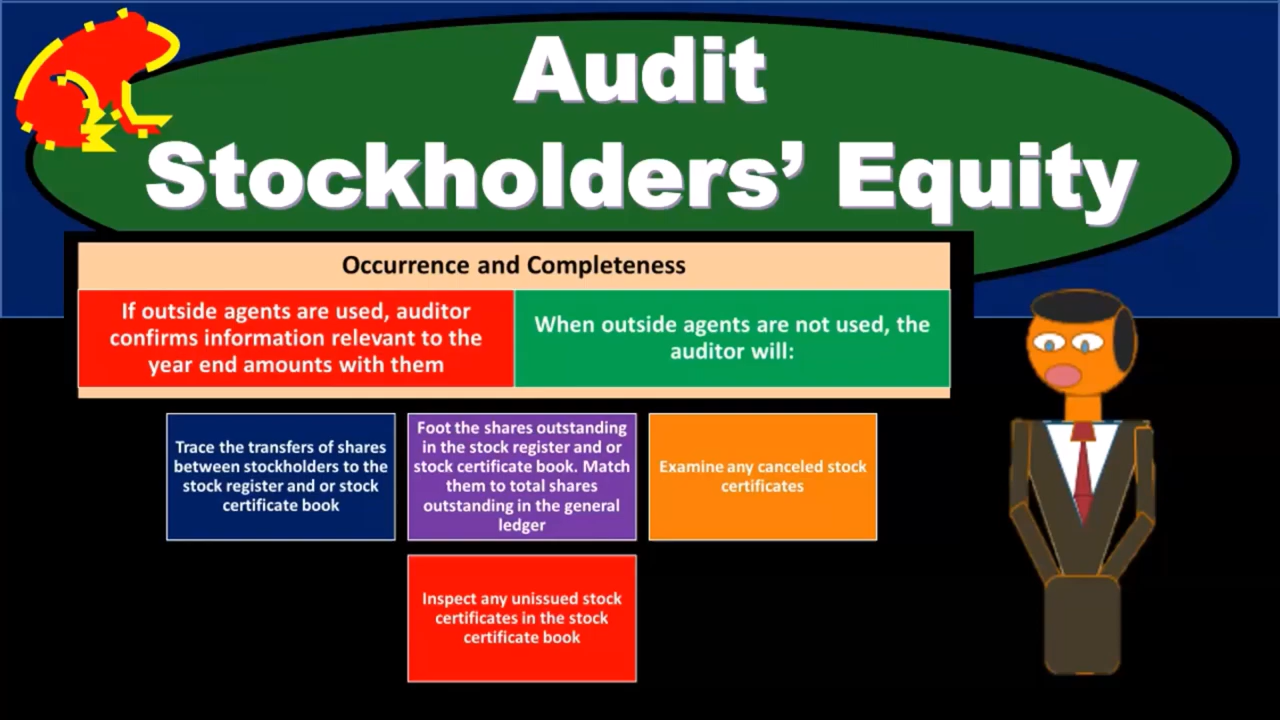 Audit
Stockholders’ Equity
Occurrence and Completeness
If outside agents are used, auditor
confirms information relevant to the
year end amounts with them
When outside agents are not used, the
auditor will:
Trace the transfers of shares
between stockholders to the
stock register and or stock
certificate book
Foot the shares outstanding
in the stock register and or
stock certificate book. Match
them to total shares
outstanding in the general
ledger
Examine any canceled stock
certificates
Inspect any unissued stock
certificates in the stock
certificate book